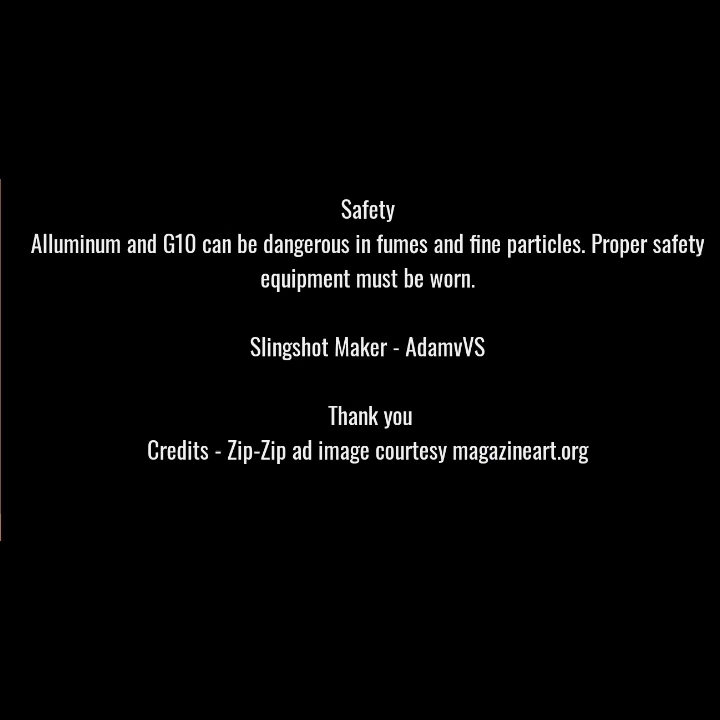 Safety
Alluminum and G10 can be dangerous in fumes and fine particles. Proper safety
equipment must be worn.
Slingshot Maker - AdamvVS
Thank you
Credits - Zip-Zip ad image courtesy magazineart.org